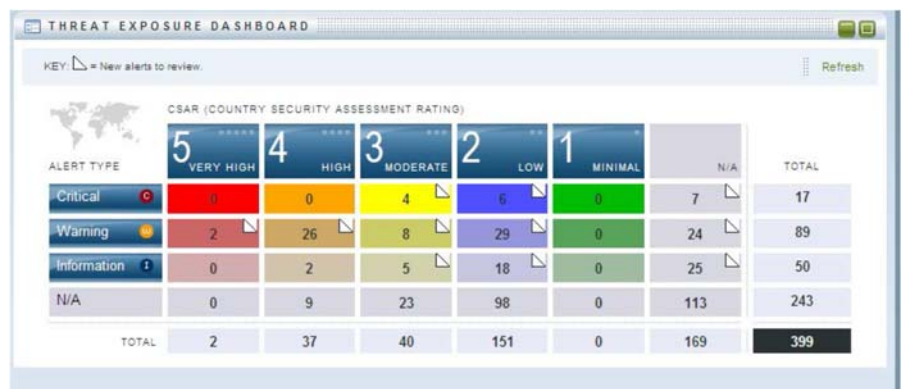 THREAT EXPOSURE DASHBOARD
KEY: = New alerts to review.
Refresh
CSAR (COUNTRY SECURITY ASSESSMENT RATING)
ALERT TYPE 5 VERY HIGH 4 HIGH 3 MODERATE 2 LOW 1 MINIMAL N/A TOTAL
Critical C 0 0 4 6 0 7 17
Warning W 2 26 8 29 0 24 89
Information I 0 2 5 18 0 25 50
N/A 0 9 23 98 0 113 243
TOTAL 2 37 40 151 0 169 399